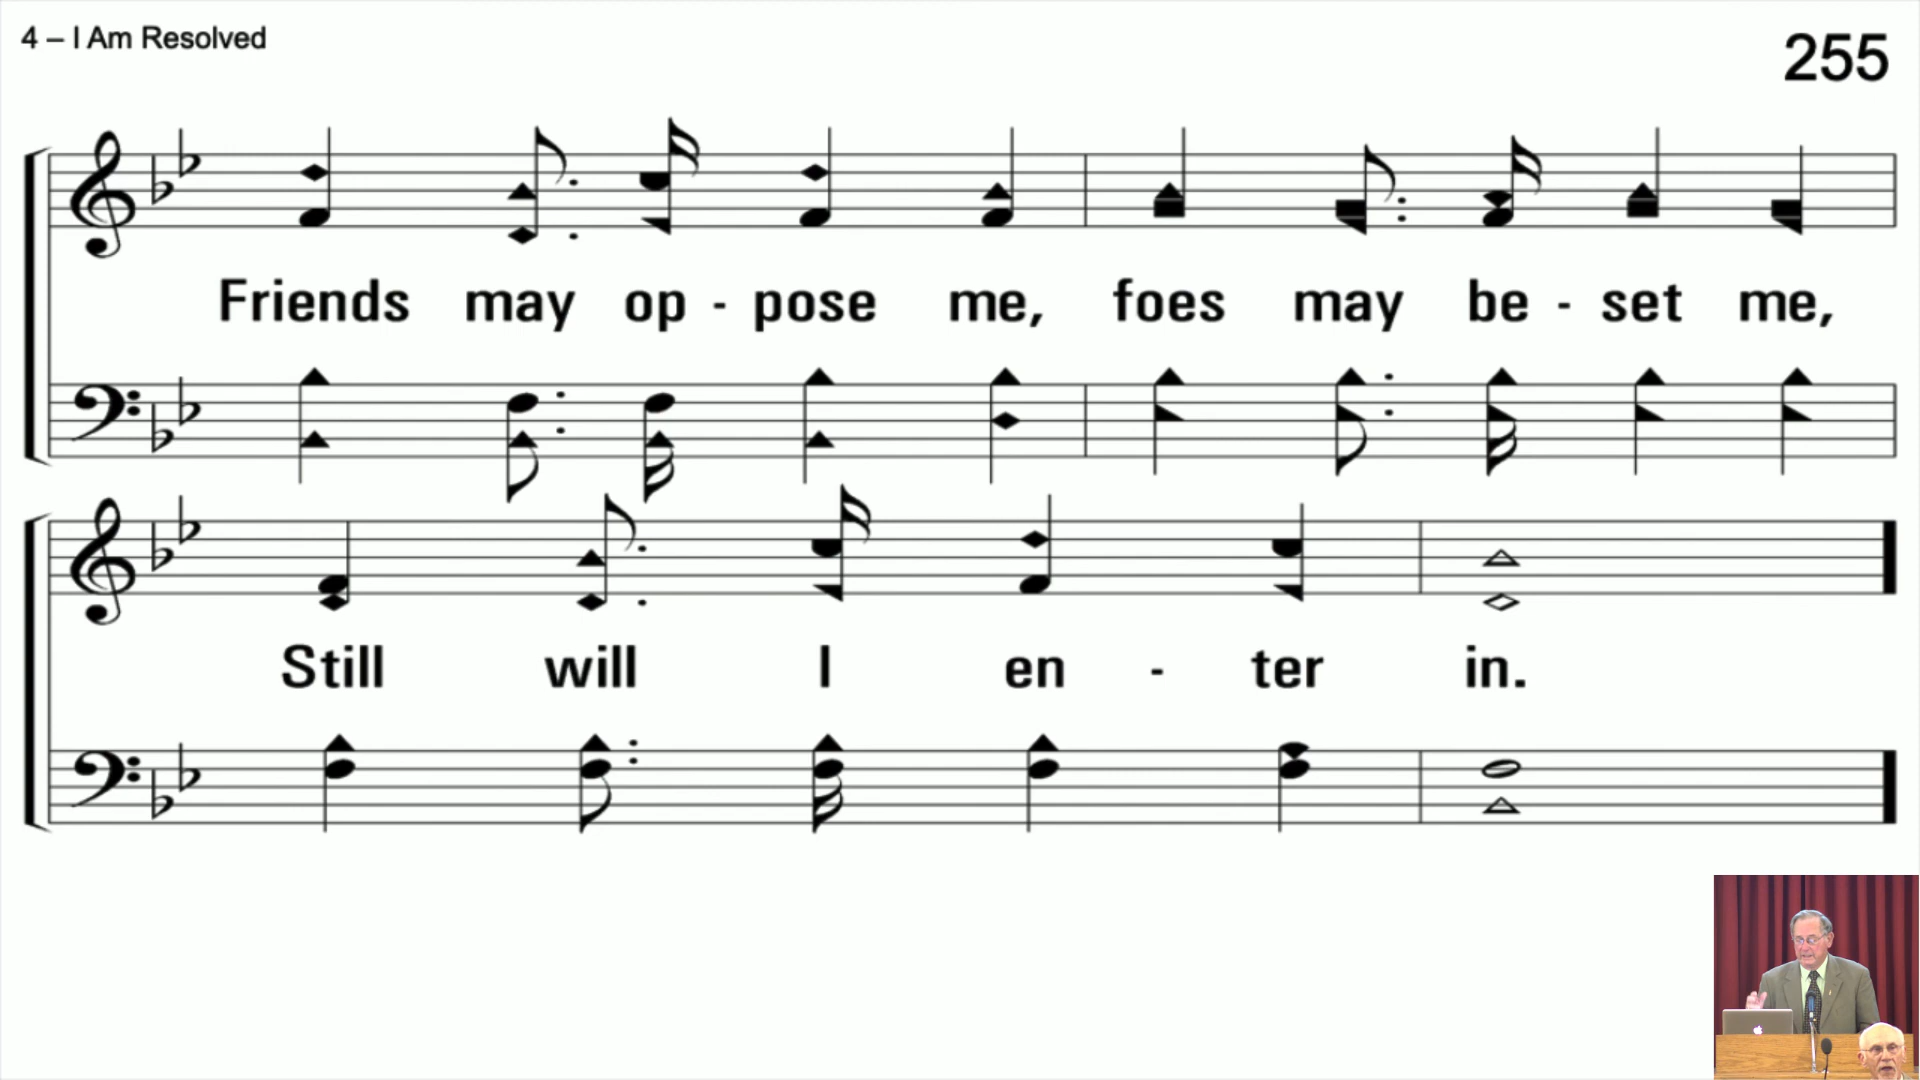 4 – I Am Resolved
255
Friends may op - pose me, foes may be - set me,
Still will I en - ter in.